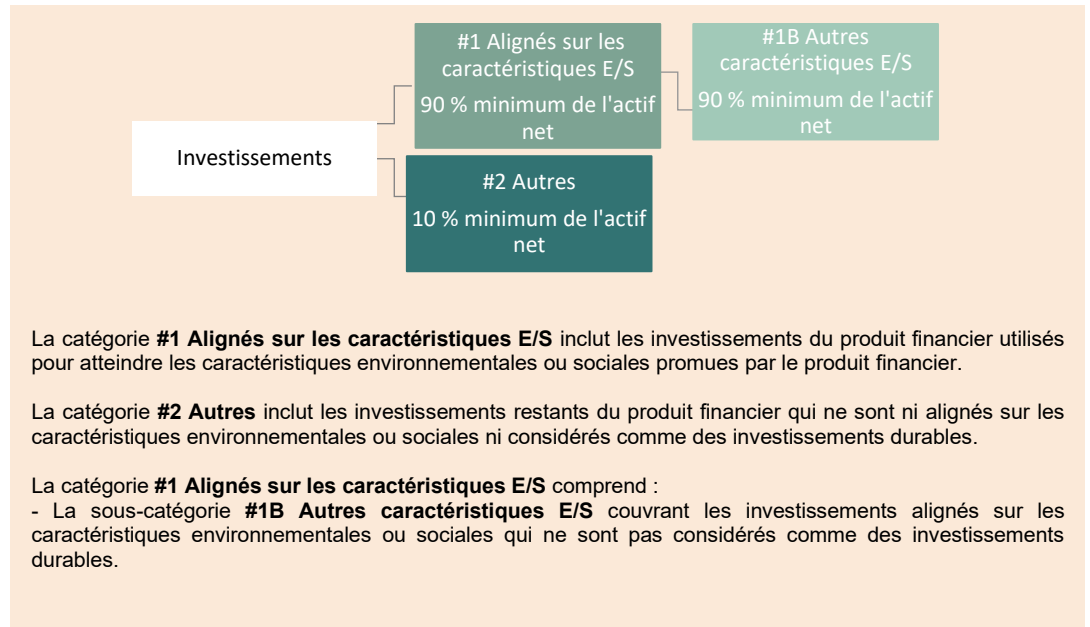 #1 Alignés sur les
caractéristiques E/S
90 % minimum de l'actif
net
#1B Autres
caractéristiques E/S
90 % minimum de l'actif
net
Investissements
#2 Autres
10 % minimum de l'actif
net
La catégorie #1 Alignés sur les caractéristiques E/S inclut les investissements du produit financier utilisés
pour atteindre les caractéristiques environnementales ou sociales promues par le produit financier.
La catégorie #2 Autres inclut les investissements restants du produit financier qui ne sont ni alignés sur les
caractéristiques environnementales ou sociales ni considérés comme des investissements durables.
La catégorie #1 Alignés sur les caractéristiques E/S comprend :
- La sous-catégorie #1B Autres caractéristiques E/S couvrant les investissements alignés sur les
caractéristiques environnementales ou sociales qui ne sont pas considérés comme des investissements
durables.